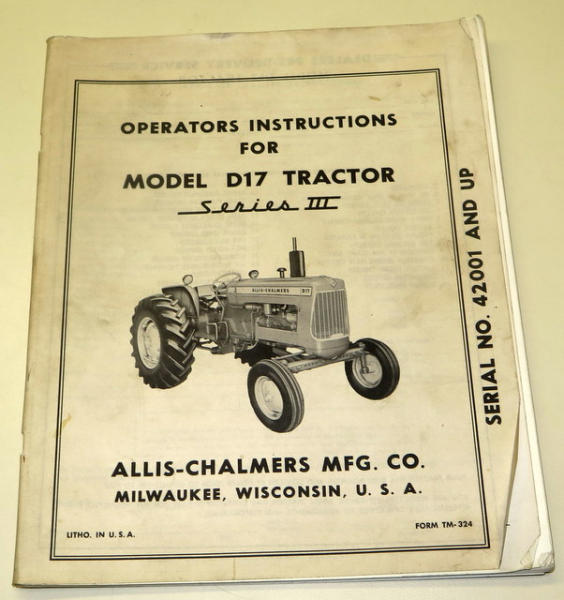 OPERATORS INSTRUCTIONS
FOR
MODEL D17 TRACTOR
Series III
ALLIS-CHALMERS D17
SERIAL NO. 42001 AND UP
ALLIS-CHALMERS MFG. CO.
MILWAUKEE, WISCONSIN, U. S. A.
LITHO. IN U.S.A.
FORM TM-324